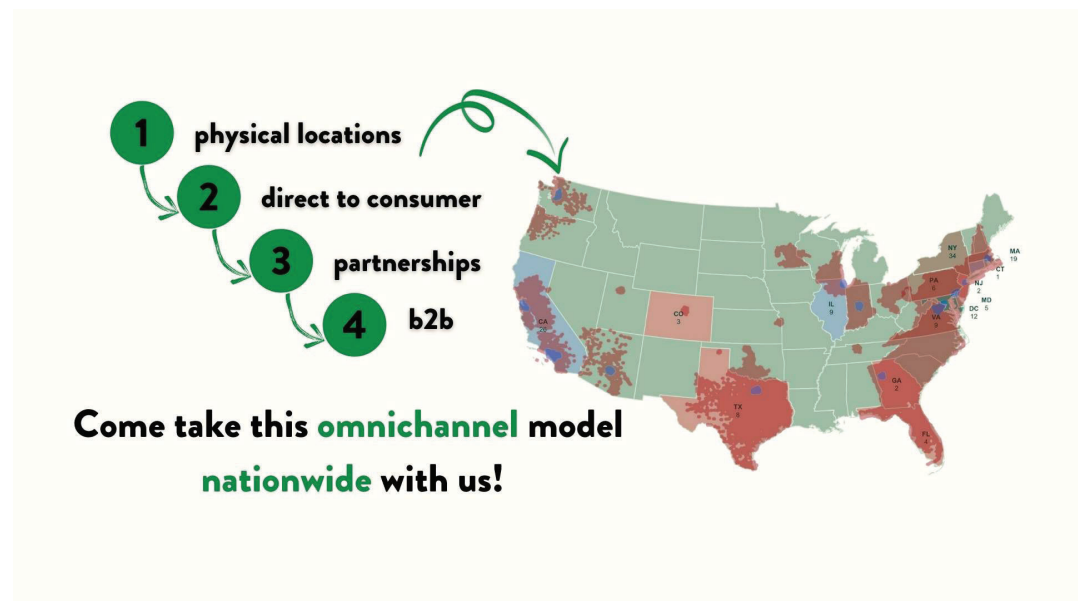 1
physical locations
2
direct to consumer
3
partnerships
4
b2b
Come take this omnichannel model
nationwide with us!
NY
34
MA
19
CT
1
PA
6
NJ
2
MD
5
DC
12
VA
IL
9
CO
3
CA
TX
GA
2
FL
4